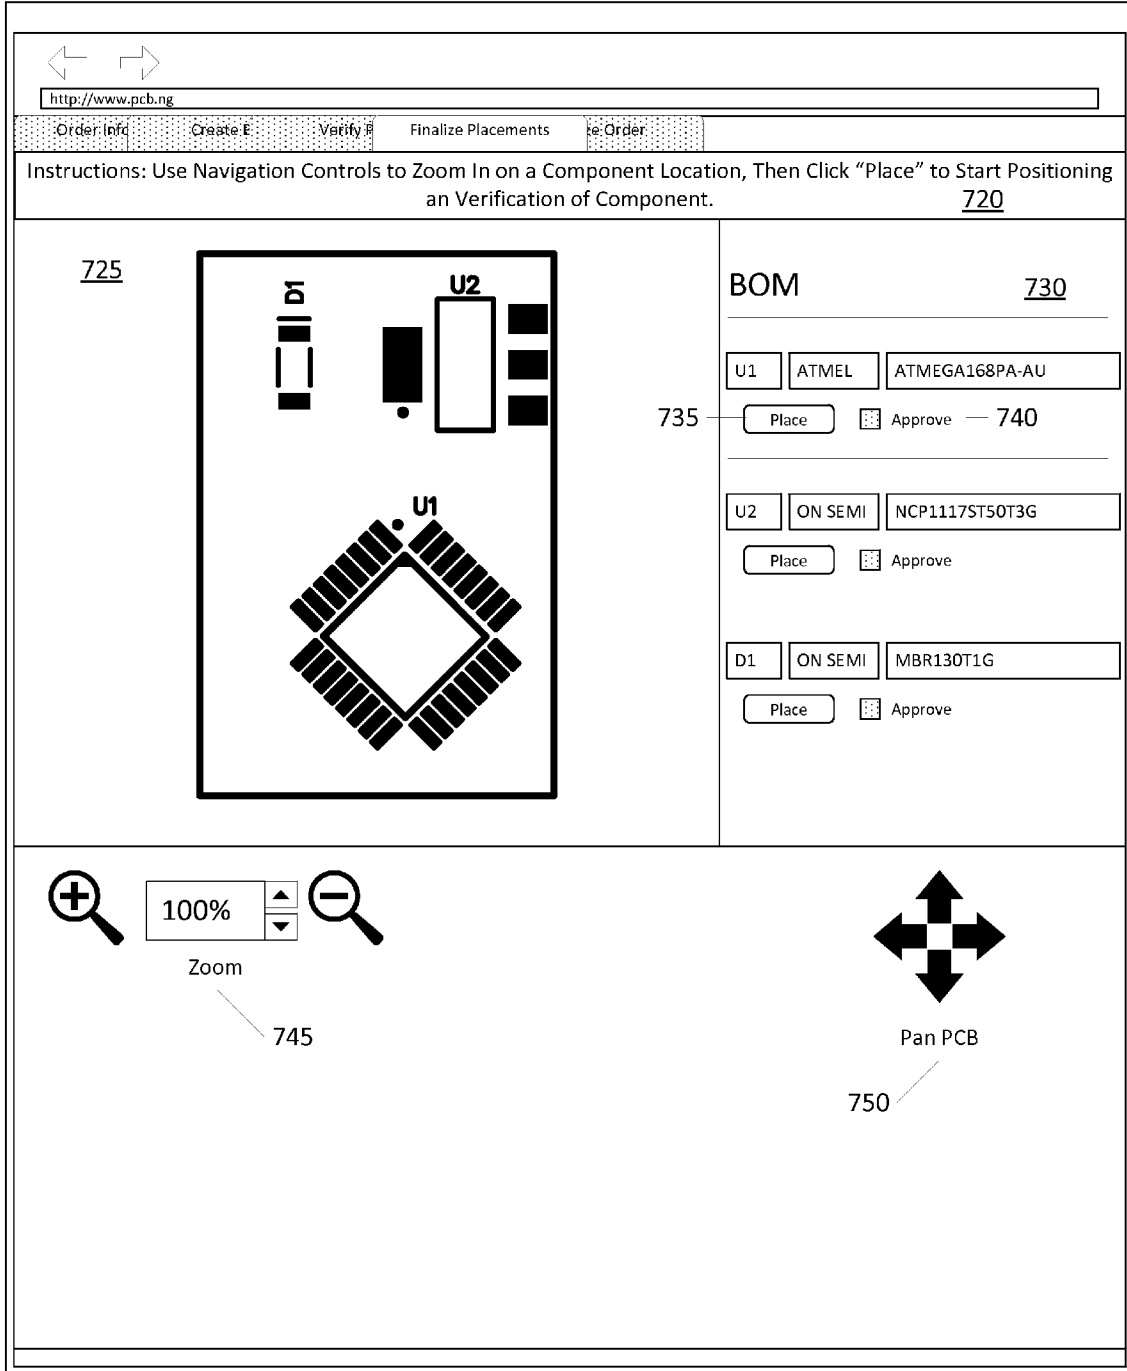 http://www.pcb.ng
Order Info Create E Verify P Finalize Placements ze Order
Instructions: Use Navigation Controls to Zoom In on a Component Location, Then Click “Place” to Start Positioning
an Verification of Component. 720
725
D1
U2
U1
BOM 730
U1 ATMEL ATMEGA168PA-AU
735 Place Approve 740
U2 ON SEMI NCP1117ST50T3G
Place Approve
D1 ON SEMI MBR130T1G
Place Approve
100%
Zoom
745
Pan PCB
750